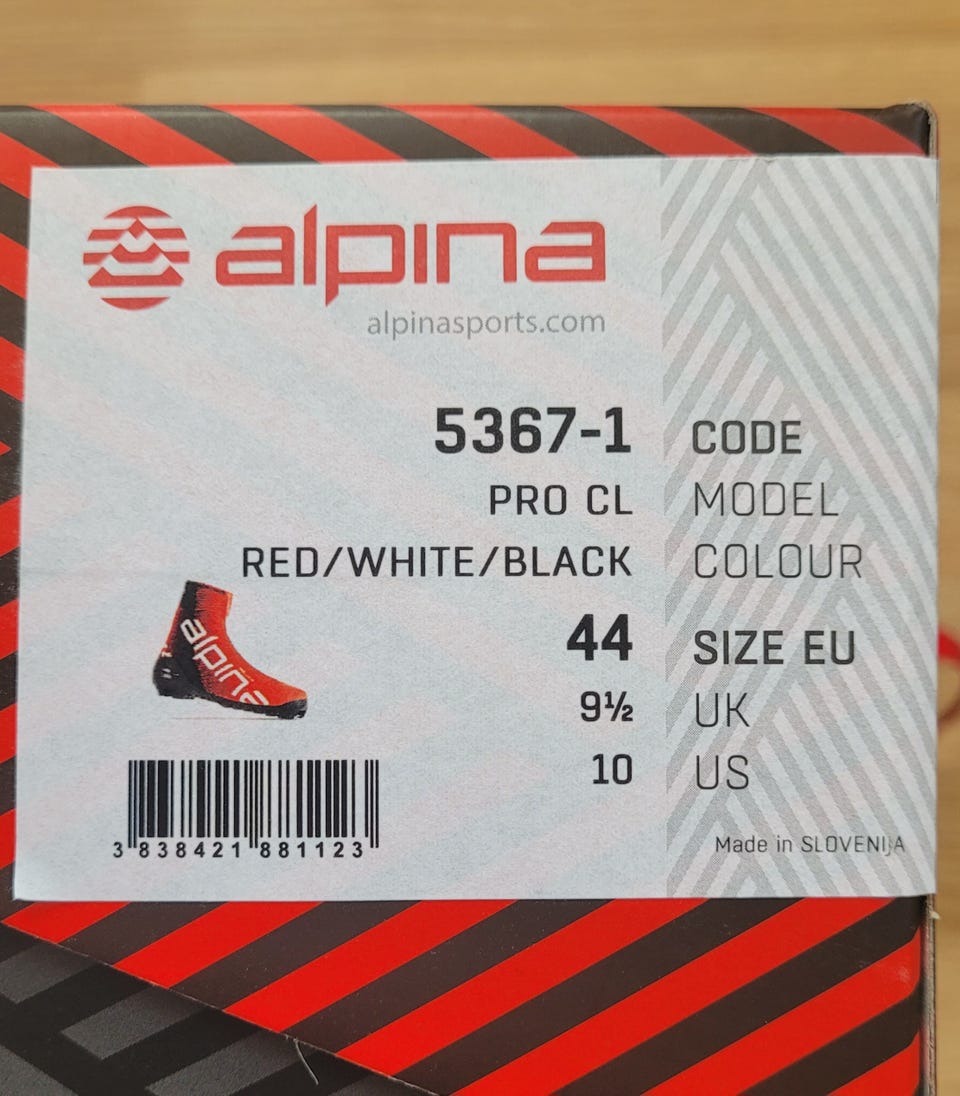 alpina
alpinasports.com
5367-1 CODE
PRO CL MODEL
RED/WHITE/BLACK COLOUR
44 SIZE EU
9½ UK
10 US
alpina
3 838421 881123
Made in SLOVENIJA